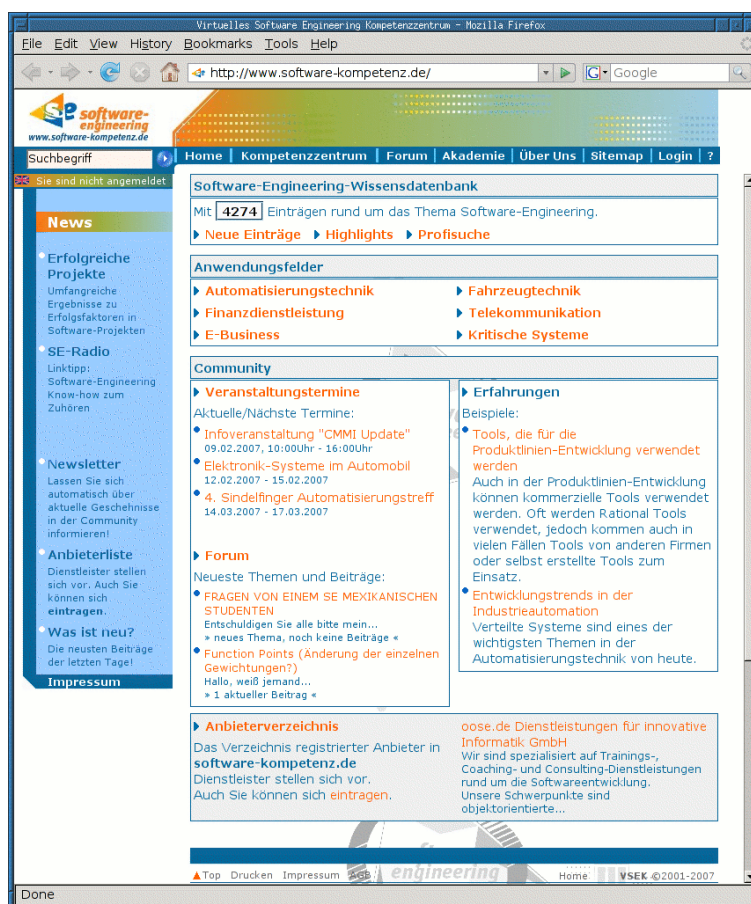 Virtuelles Software Engineering Kompetenzzentrum - Mozilla Firefox
File Edit View History Bookmarks Tools Help
http://www.software-kompetenz.de/
G Google
se software-
engineering
www.software-kompetenz.de
Suchbegriff
Home | Kompetenzzentrum | Forum | Akademie | Über Uns | Sitemap | Login | ?
Sie sind nicht angemeldet
News
Erfolgreiche
Projekte
Umfangreiche
Ergebnisse zu
Erfolgsfaktoren in
Software-Projekten
SE-Radio
Linktipp:
Software-Engineering
Know-how zum
Zuhören
Newsletter
Lassen Sie sich
automatisch über
aktuelle Geschehnisse
in der Community
informieren!
Anbieterliste
Dienstleister stellen
sich vor. Auch Sie
können sich
eintragen.
Was ist neu?
Die neusten Beiträge
der letzten Tage!
Impressum
Software-Engineering-Wissensdatenbank
Mit 4274 Einträgen rund um das Thema Software-Engineering.
Neue Einträge Highlights Profisuche
Anwendungsfelder
Automatisierungstechnik Fahrzeugtechnik
Finanzdienstleistung Telekommunikation
E-Business Kritische Systeme
Community
Veranstaltungstermine
Aktuelle/Nächste Termine:
Infoveranstaltung "CMMI Update"
09.02.2007, 10:00Uhr - 16:00Uhr
Elektronik-Systeme im Automobil
12.02.2007 - 15.02.2007
4. Sindelfinger Automatisierungstreff
14.03.2007 - 17.03.2007
Forum
Neueste Themen und Beiträge:
FRAGEN VON EINEM SE MEXIKANISCHEN
STUDENTEN
Entschuldigen Sie alle bitte mein...
» neues Thema, noch keine Beiträge «
Function Points (Änderung der einzelnen
Gewichtungen?)
Hallo, weiß jemand...
» 1 aktueller Beitrag «
Erfahrungen
Beispiele:
Tools, die für die
Produktlinien-Entwicklung verwendet
werden
Auch in der Produktlinien-Entwicklung
können kommerzielle Tools verwendet
werden. Oft werden Rational Tools
verwendet, jedoch kommen auch in
vielen Fällen Tools von anderen Firmen
oder selbst erstellte Tools zum
Einsatz.
Entwicklungstrends in der
Industrieautomation
Verteilte Systeme sind eines der
wichtigsten Themen in der
Automatisierungstechnik von heute.
Anbieterverzeichnis
Das Verzeichnis registrierter Anbieter in
software-kompetenz.de
Dienstleister stellen sich vor.
Auch Sie können sich eintragen.
oose.de Dienstleistungen für innovative
Informatik GmbH
Wir sind spezialisiert auf Trainings-,
Coaching- und Consulting-Dienstleistungen
rund um die Softwareentwicklung.
Unsere Schwerpunkte sind
objektorientierte...
engineering
Top Drucken Impressum AGB Home VSEK ©2001-2007
Done